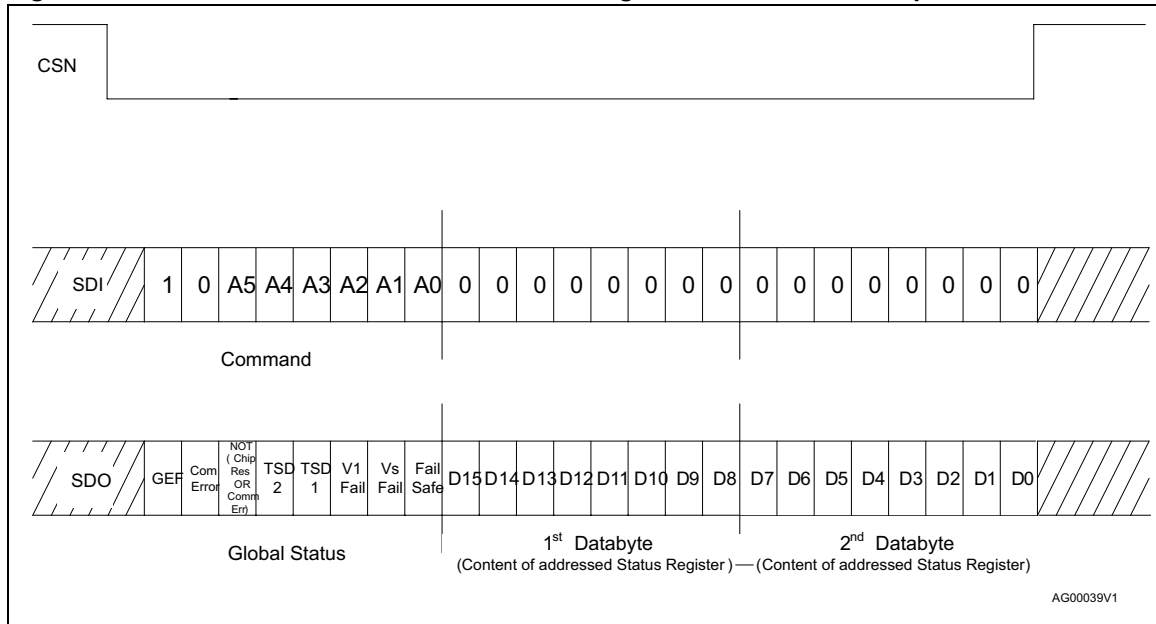 CSN
SDI 1 0 A5 A4 A3 A2 A1 A0 0 0 0 0 0 0 0 0 0 0 0 0 0 0 0 0
Command
SDO GEF Com Error NOT ( Chip Res OR Comm Err) TSD 2 TSD 1 V1 Fail Vs Fail Fail Safe D15 D14 D13 D12 D11 D10 D9 D8 D7 D6 D5 D4 D3 D2 D1 D0
Global Status 1st Databyte 2nd Databyte
(Content of addressed Status Register) — (Content of addressed Status Register)
AG00039V1